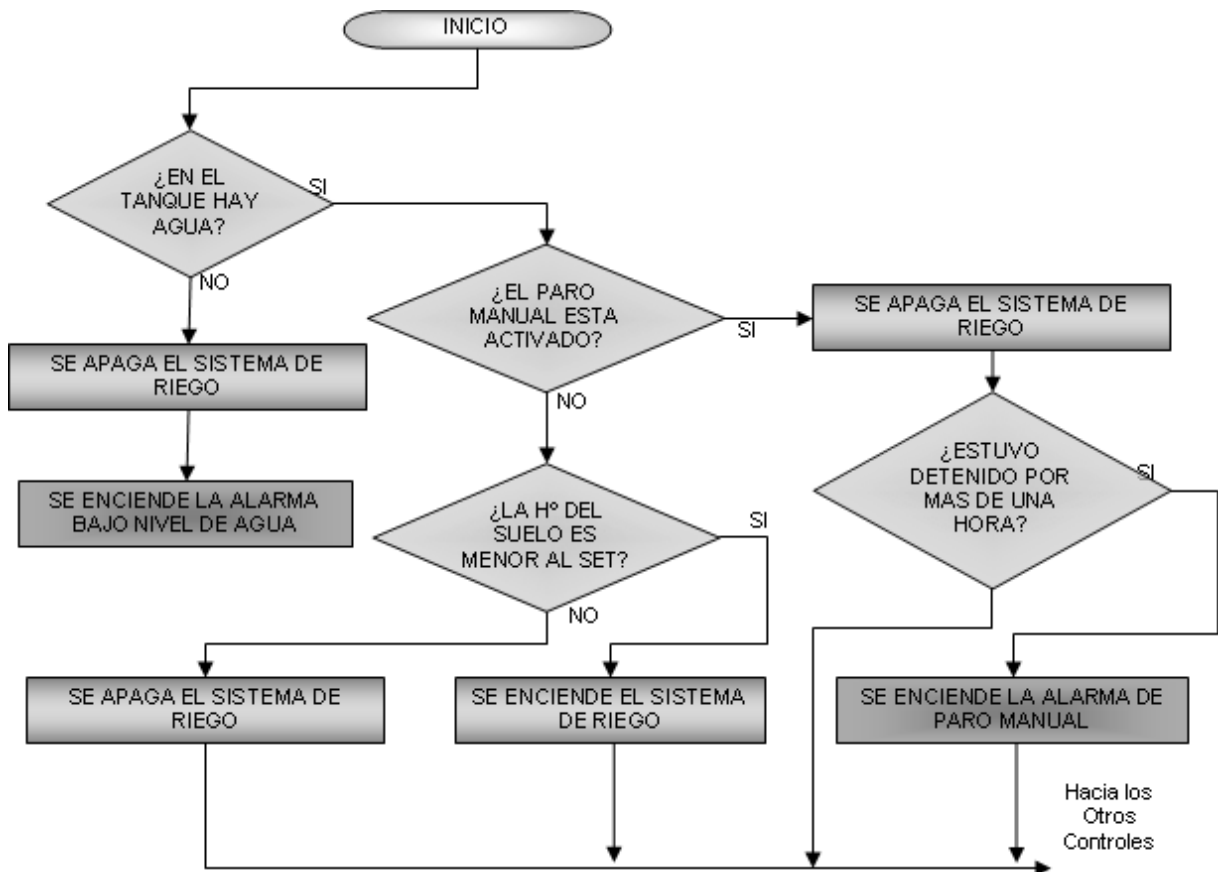 INICIO
¿EN EL
TANQUE HAY
AGUA?
SI
NO
¿EL PARO
MANUAL ESTA
ACTIVADO?
SI
NO
SE APAGA EL SISTEMA DE
RIEGO
SE APAGA EL SISTEMA DE
RIEGO
SE ENCIENDE LA ALARMA
BAJO NIVEL DE AGUA
¿LA Hº DEL
SUELO ES
MENOR AL SET?
SI
NO
¿ESTUVO
DETENIDO POR
MAS DE UNA
HORA?
SI
SE APAGA EL SISTEMA DE
RIEGO
SE ENCIENDE EL SISTEMA
DE RIEGO
SE ENCIENDE LA ALARMA DE
PARO MANUAL
Hacia los
Otros
Controles